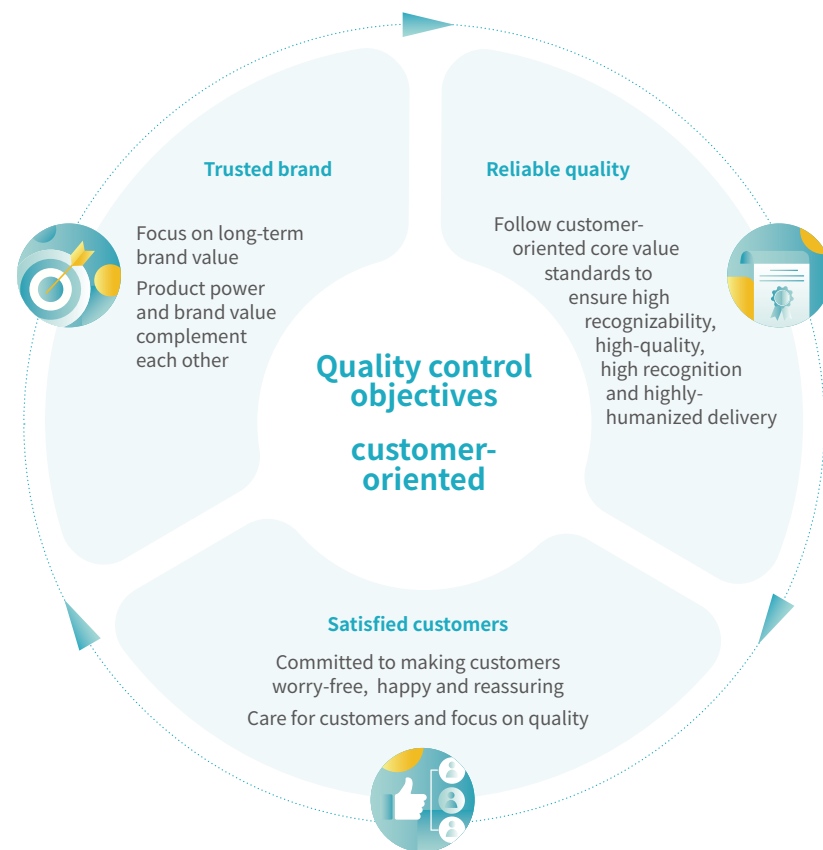 Trusted brand
Focus on long-term
brand value
Product power
and brand value
complement
each other
Reliable quality
Follow customer-
oriented core value
standards to
ensure high
recognizability,
high-quality,
high recognition
and highly-
humanized delivery
Quality control
objectives
customer-
oriented
Satisfied customers
Committed to making customers
worry-free, happy and reassuring
Care for customers and focus on quality